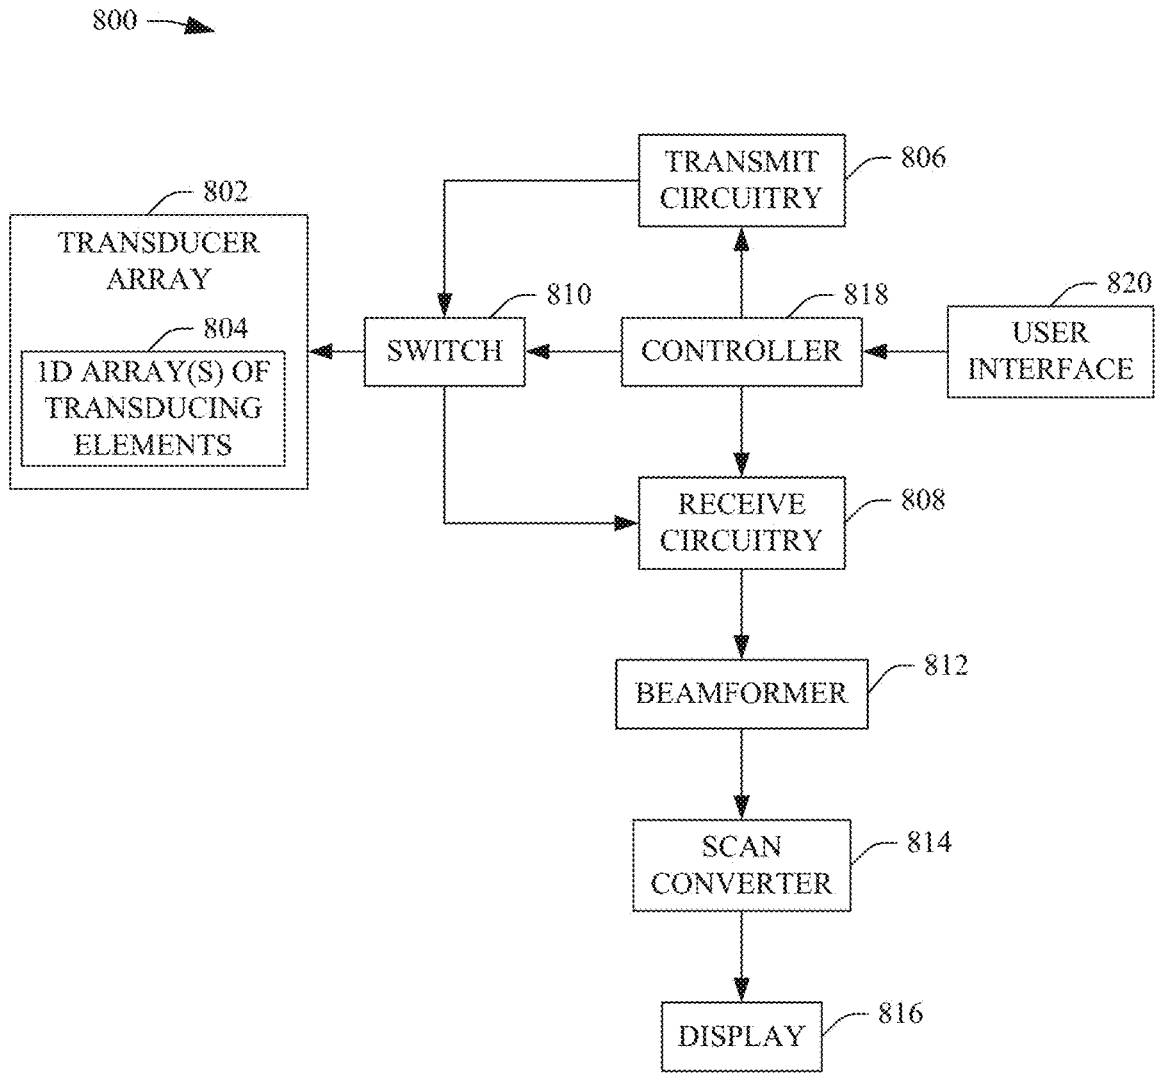 800
TRANSMIT
CIRCUITRY
806
802
TRANSDUCER
ARRAY
804
1D ARRAY(S) OF
TRANSDUCING
ELEMENTS
810
SWITCH
818
CONTROLLER
820
USER
INTERFACE
RECEIVE
CIRCUITRY
808
BEAMFORMER
812
SCAN
CONVERTER
814
DISPLAY
816